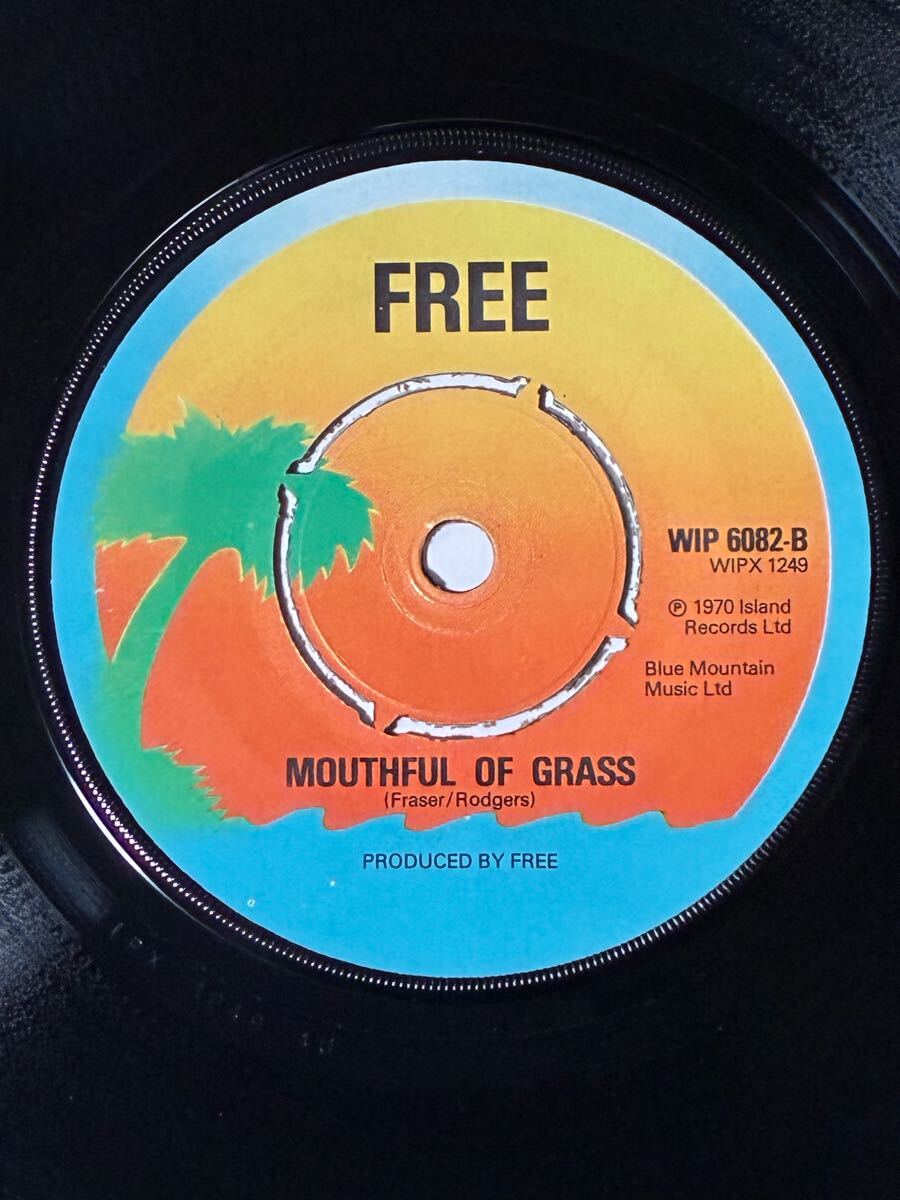 FREE
WIP 6082-B
WIPX 1249
℗ 1970 Island
Records Ltd
Blue Mountain
Music Ltd
MOUTHFUL OF GRASS
(Fraser/Rodgers)
PRODUCED BY FREE